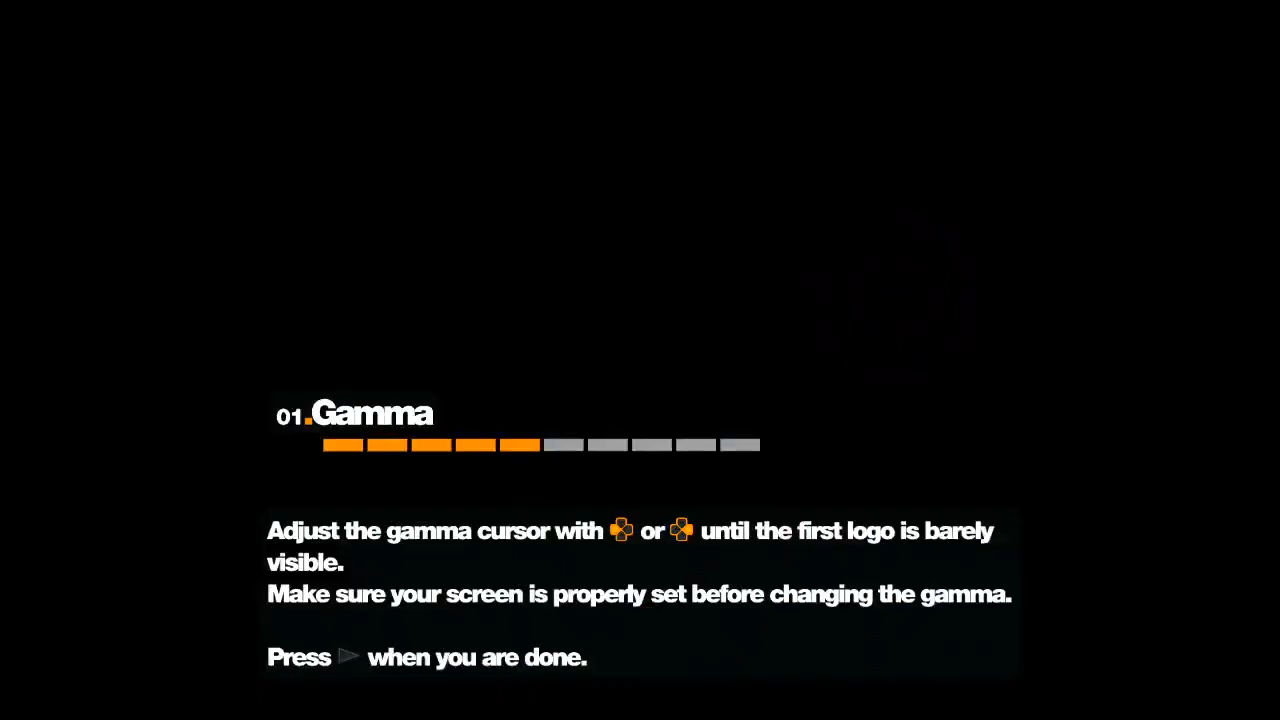 01.Gamma
Adjust the gamma cursor with or until the first logo is barely
visible.
Make sure your screen is properly set before changing the gamma.
Press when you are done.